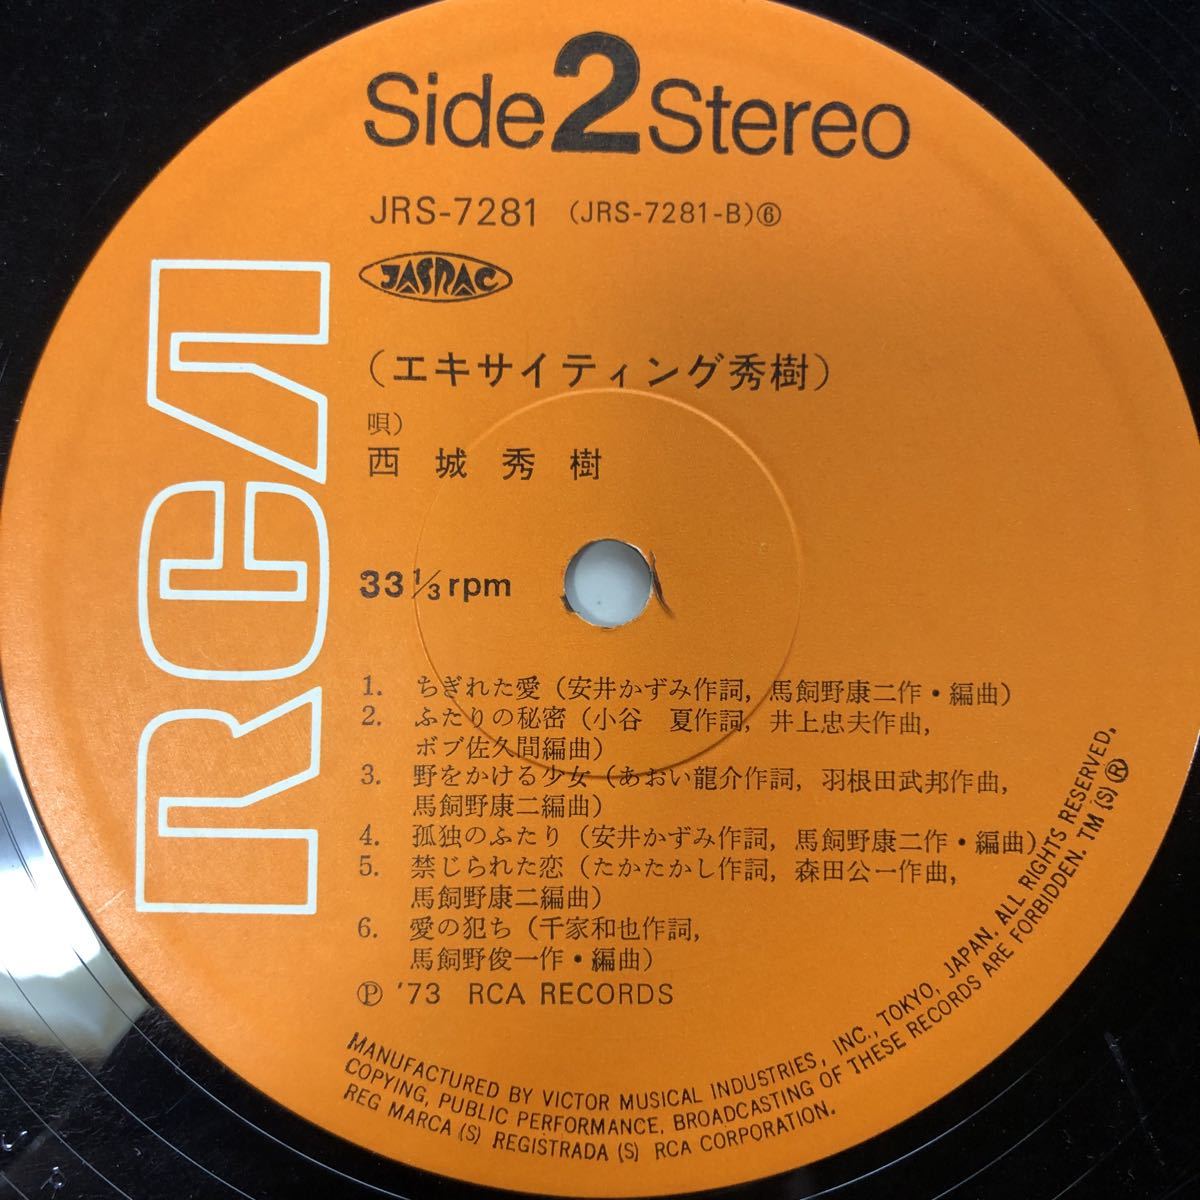 Side 2 Stereo
JRS-7281 (JRS-7281-B)⑥
JASRAC
(エキサイティング秀樹)
唄)
西城秀樹
RCA
33 1/3 rpm
1. ちぎれた愛(安井かずみ作詞, 馬飼野康二作・編曲)
2. ふたりの秘密(小谷 夏作詞, 井上忠夫作曲,
ボブ佐久間編曲)
3. 野をかける少女(あおい龍介作詞, 羽根田武邦作曲,
馬飼野康二編曲)
4. 孤独のふたり(安井かずみ作詞, 馬飼野康二作・編曲)
5. 禁じられた恋(たかたかし作詞, 森田公一作曲,
馬飼野康二編曲)
6. 愛の犯ち(千家和也作詞,
馬飼野俊一作・編曲)
Ⓟ '73 RCA RECORDS
MANUFACTURED BY VICTOR MUSICAL INDUSTRIES, INC., TOKYO, JAPAN. ALL RIGHTS RESERVED.
COPYING, PUBLIC PERFORMANCE, BROADCASTING OF THESE RECORDS ARE FORBIDDEN. TM (S) ®
REG MARCA (S) REGISTRADA (S) RCA CORPORATION.